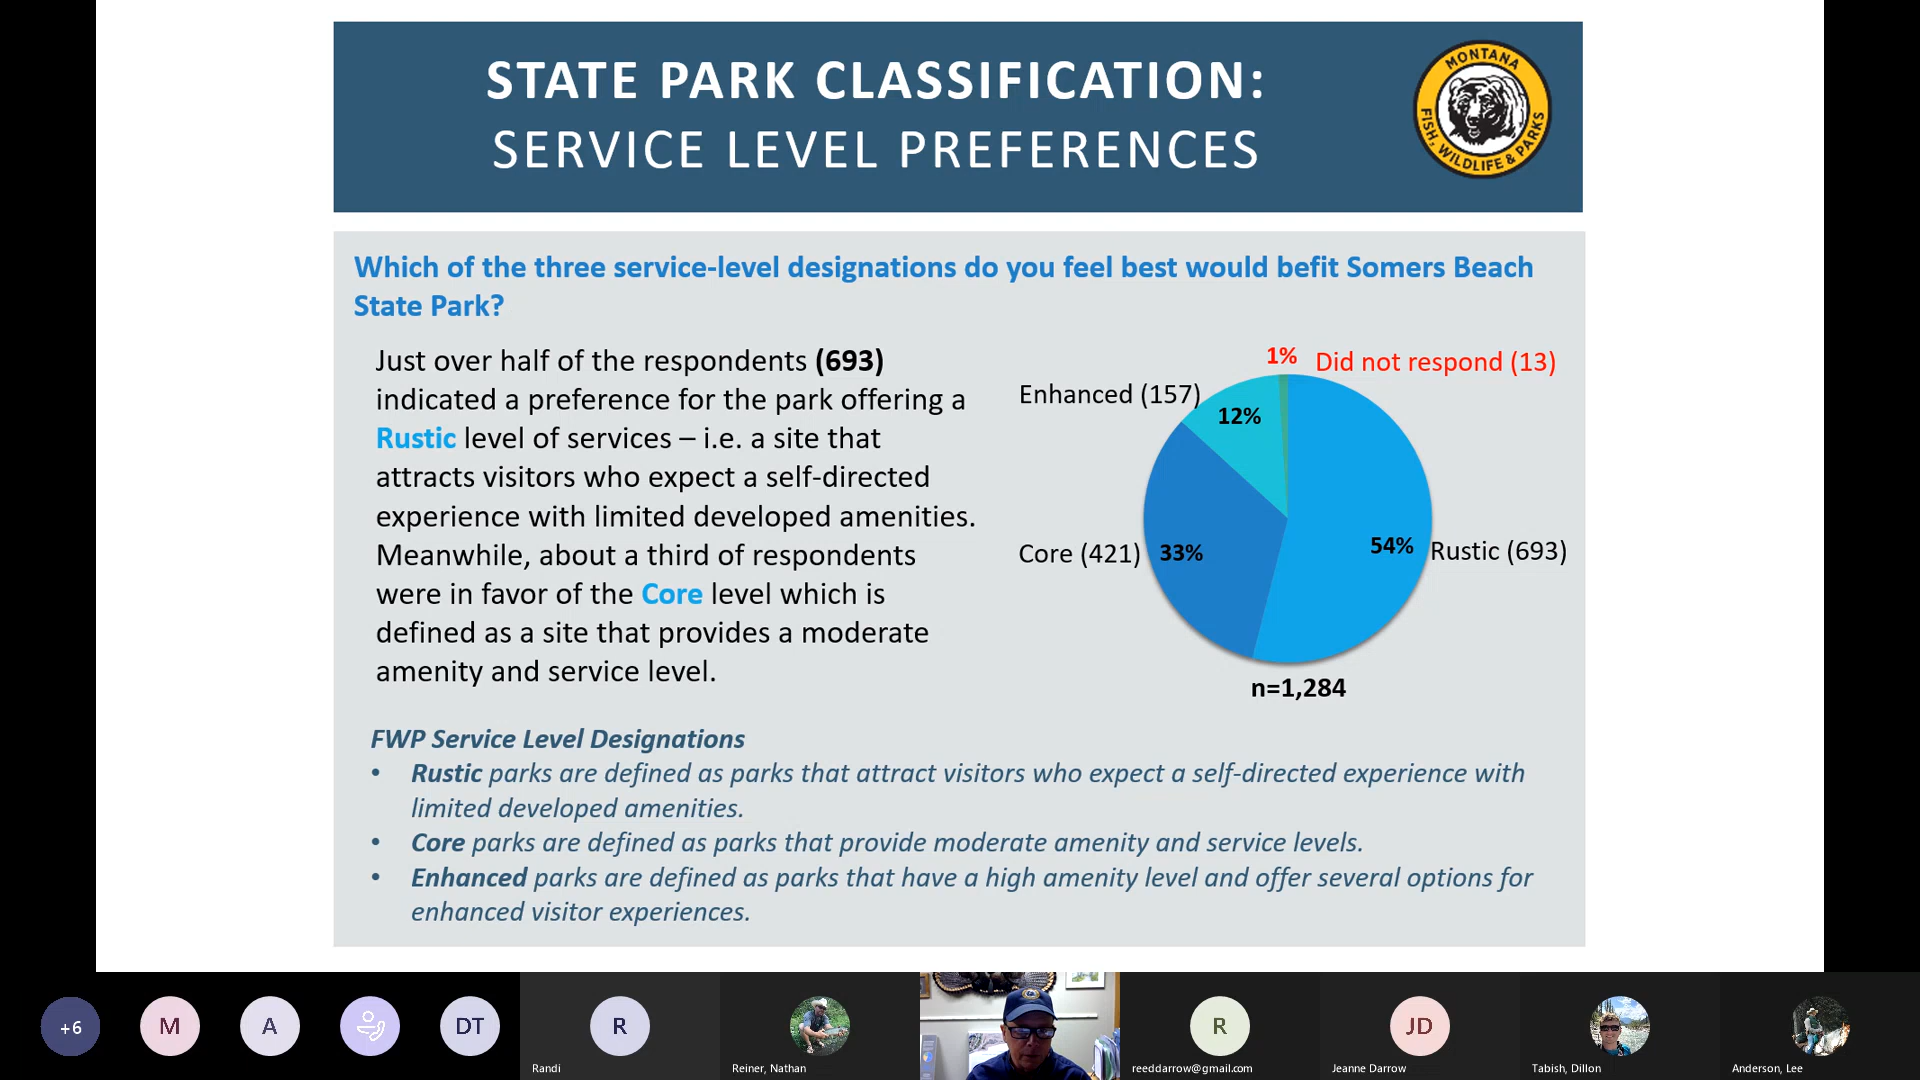 STATE PARK CLASSIFICATION:
SERVICE LEVEL PREFERENCES
MONTANA
FISH, WILDLIFE & PARKS
Which of the three service-level designations do you feel best would befit Somers Beach
State Park?
Just over half of the respondents (693)
indicated a preference for the park offering a
Rustic level of services – i.e. a site that
attracts visitors who expect a self-directed
experience with limited developed amenities.
Meanwhile, about a third of respondents
were in favor of the Core level which is
defined as a site that provides a moderate
amenity and service level.
1% Did not respond (13)
Enhanced (157)
12%
Core (421) 33%
54% Rustic (693)
n=1,284
FWP Service Level Designations
• Rustic parks are defined as parks that attract visitors who expect a self-directed experience with
limited developed amenities.
• Core parks are defined as parks that provide moderate amenity and service levels.
• Enhanced parks are defined as parks that have a high amenity level and offer several options for
enhanced visitor experiences.
+6
M
A
DT
R
R
JD
Randi
Reiner, Nathan
reeddarrow@gmail.com
Jeanne Darrow
Tabish, Dillon
Anderson, Lee